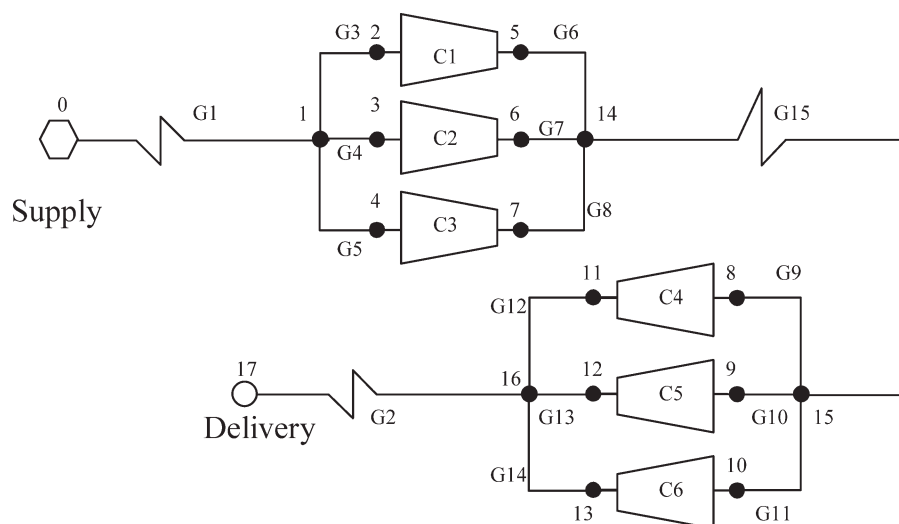 G3 2 C1 5 G6
0 G1 1 3 C2 6 14 G15
G4 G7
Supply
4 C3 7 G8
G5
11 C4 8 G9
G12
17 16 12 C5 9
G2 G13 G10 15
Delivery
G14 C6 10
13 G11